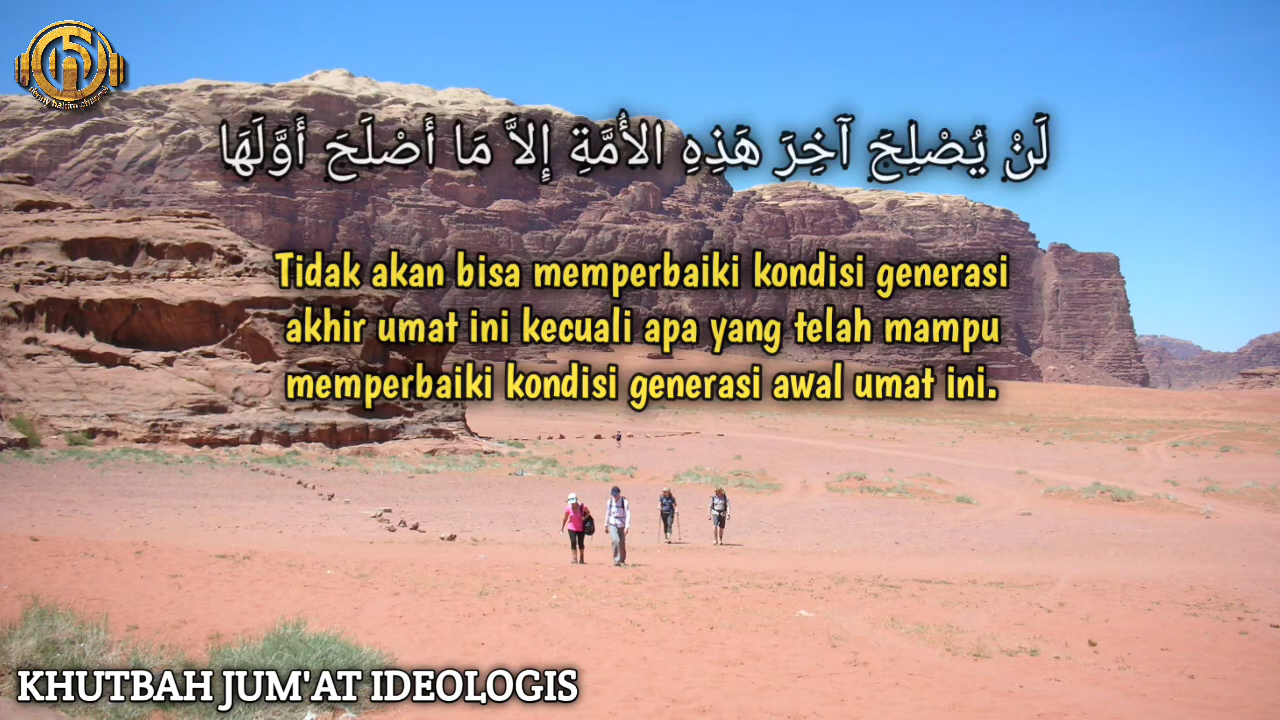 لَنْ يُصْلِحَ آخِرَ هَذِهِ الأُمَّةِ إِلاَّ مَا أَصْلَحَ أَوَّلَهَا
Tidak akan bisa memperbaiki kondisi generasi
akhir umat ini kecuali apa yang telah mampu
memperbaiki kondisi generasi awal umat ini.
KHUTBAH JUM'AT IDEOLOGIS